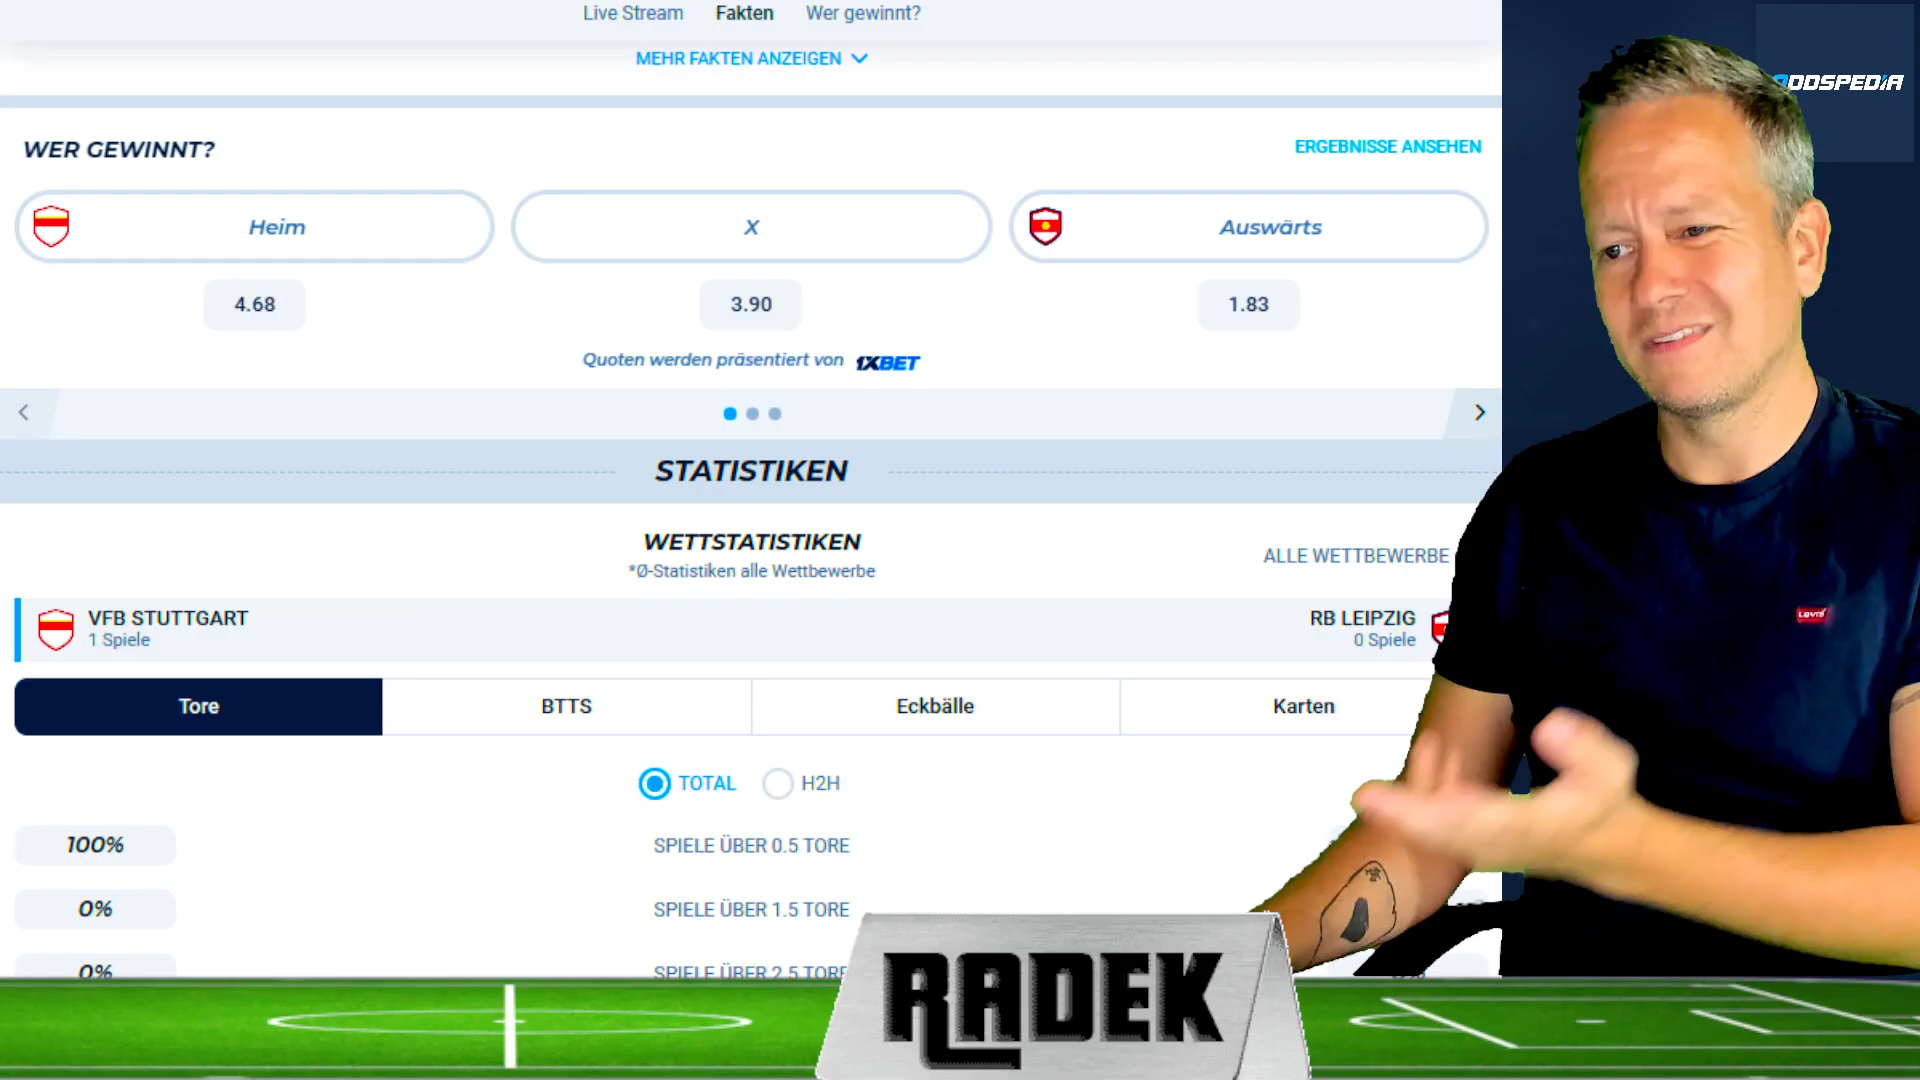 Live Stream Fakten Wer gewinnt?
MEHR FAKTEN ANZEIGEN
ODDSPEDIA
WER GEWINNT?
ERGEBNISSE ANSEHEN
Heim
X
Auswärts
4.68
3.90
1.83
Quoten werden präsentiert von 1XBET
STATISTIKEN
WETTSTATISTIKEN
*Ø-Statistiken alle Wettbewerbe
ALLE WETTBEWERBE
VFB STUTTGART
1 Spiele
RB LEIPZIG
0 Spiele
Levi's
Tore
BTTS
Eckbälle
Karten
TOTAL
H2H
100%
SPIELE ÜBER 0.5 TORE
0%
SPIELE ÜBER 1.5 TORE
0%
SPIELE ÜBER 2.5 TORE
RADEK